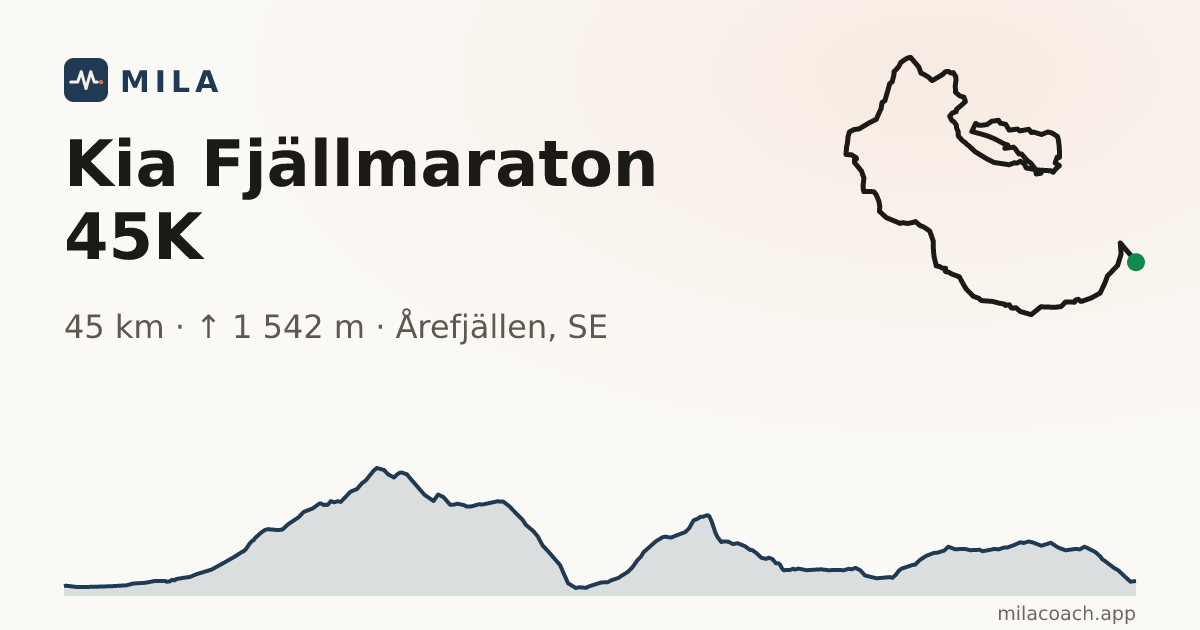 MILA
Kia Fjällmaraton
45K
45 km · ↑ 1 542 m · Årefjällen, SE
milacoach.app